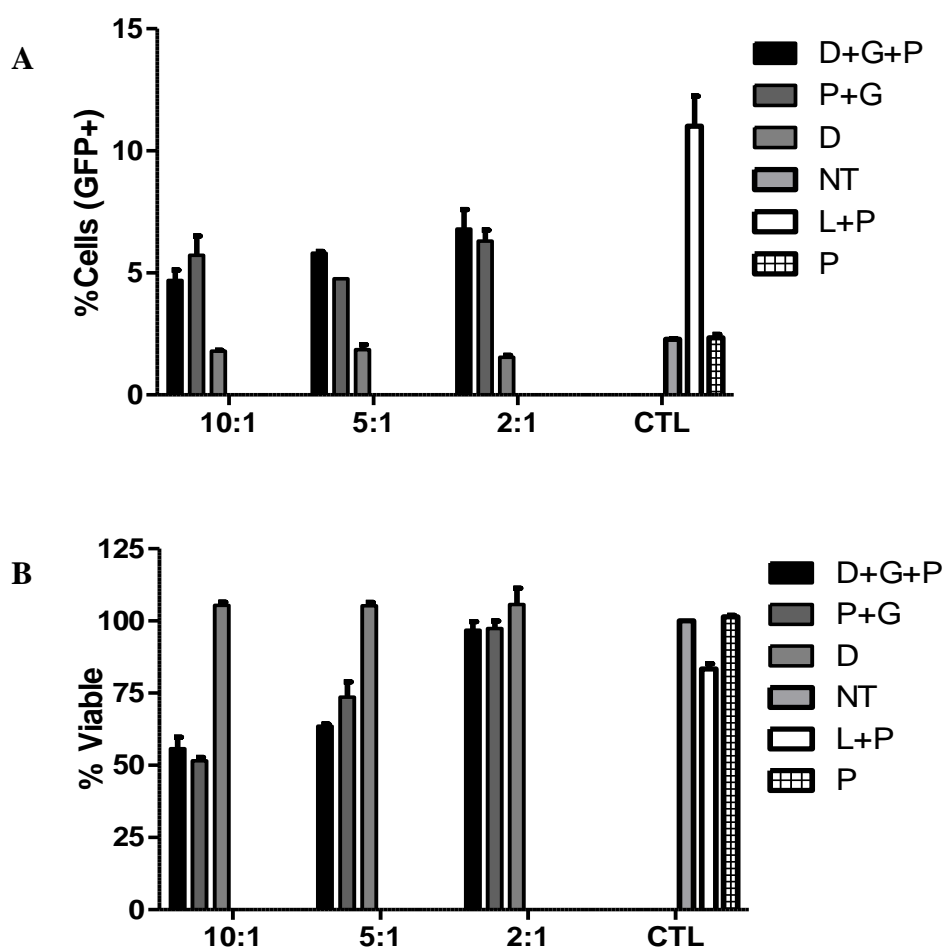 A
%Cells (GFP+)
15
10
5
0
10:1
5:1
2:1
CTL
D+G+P
P+G
D
NT
L+P
P
B
% Viable
125
100
75
50
25
0
10:1
5:1
2:1
CTL
D+G+P
P+G
D
NT
L+P
P